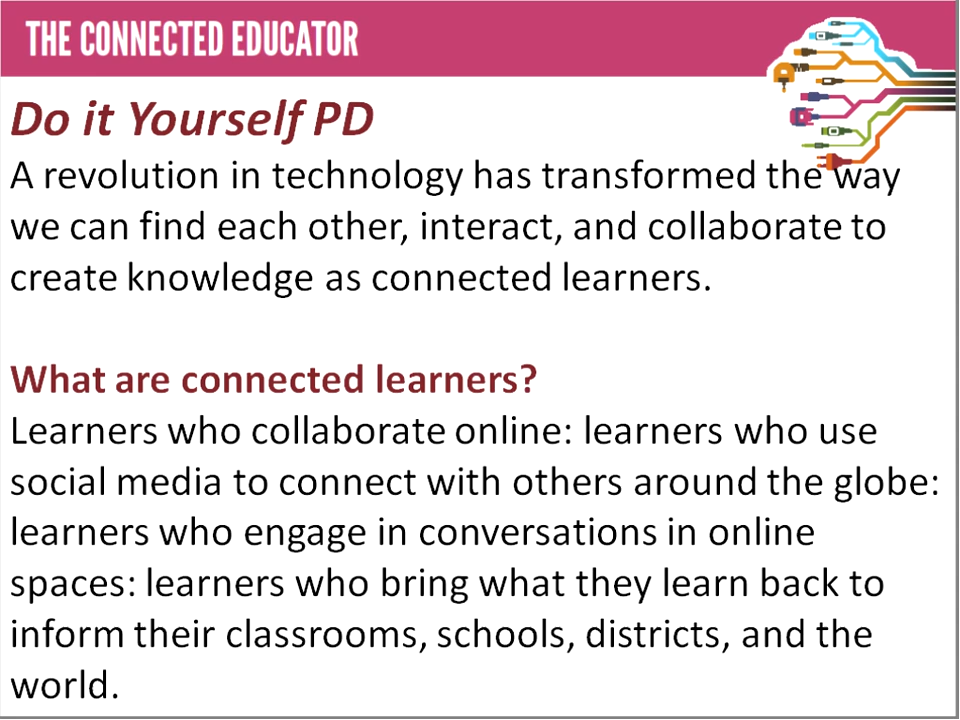 THE CONNECTED EDUCATOR
Do it Yourself PD
A revolution in technology has transformed the way
we can find each other, interact, and collaborate to
create knowledge as connected learners.
What are connected learners?
Learners who collaborate online: learners who use
social media to connect with others around the globe:
learners who engage in conversations in online
spaces: learners who bring what they learn back to
inform their classrooms, schools, districts, and the
world.